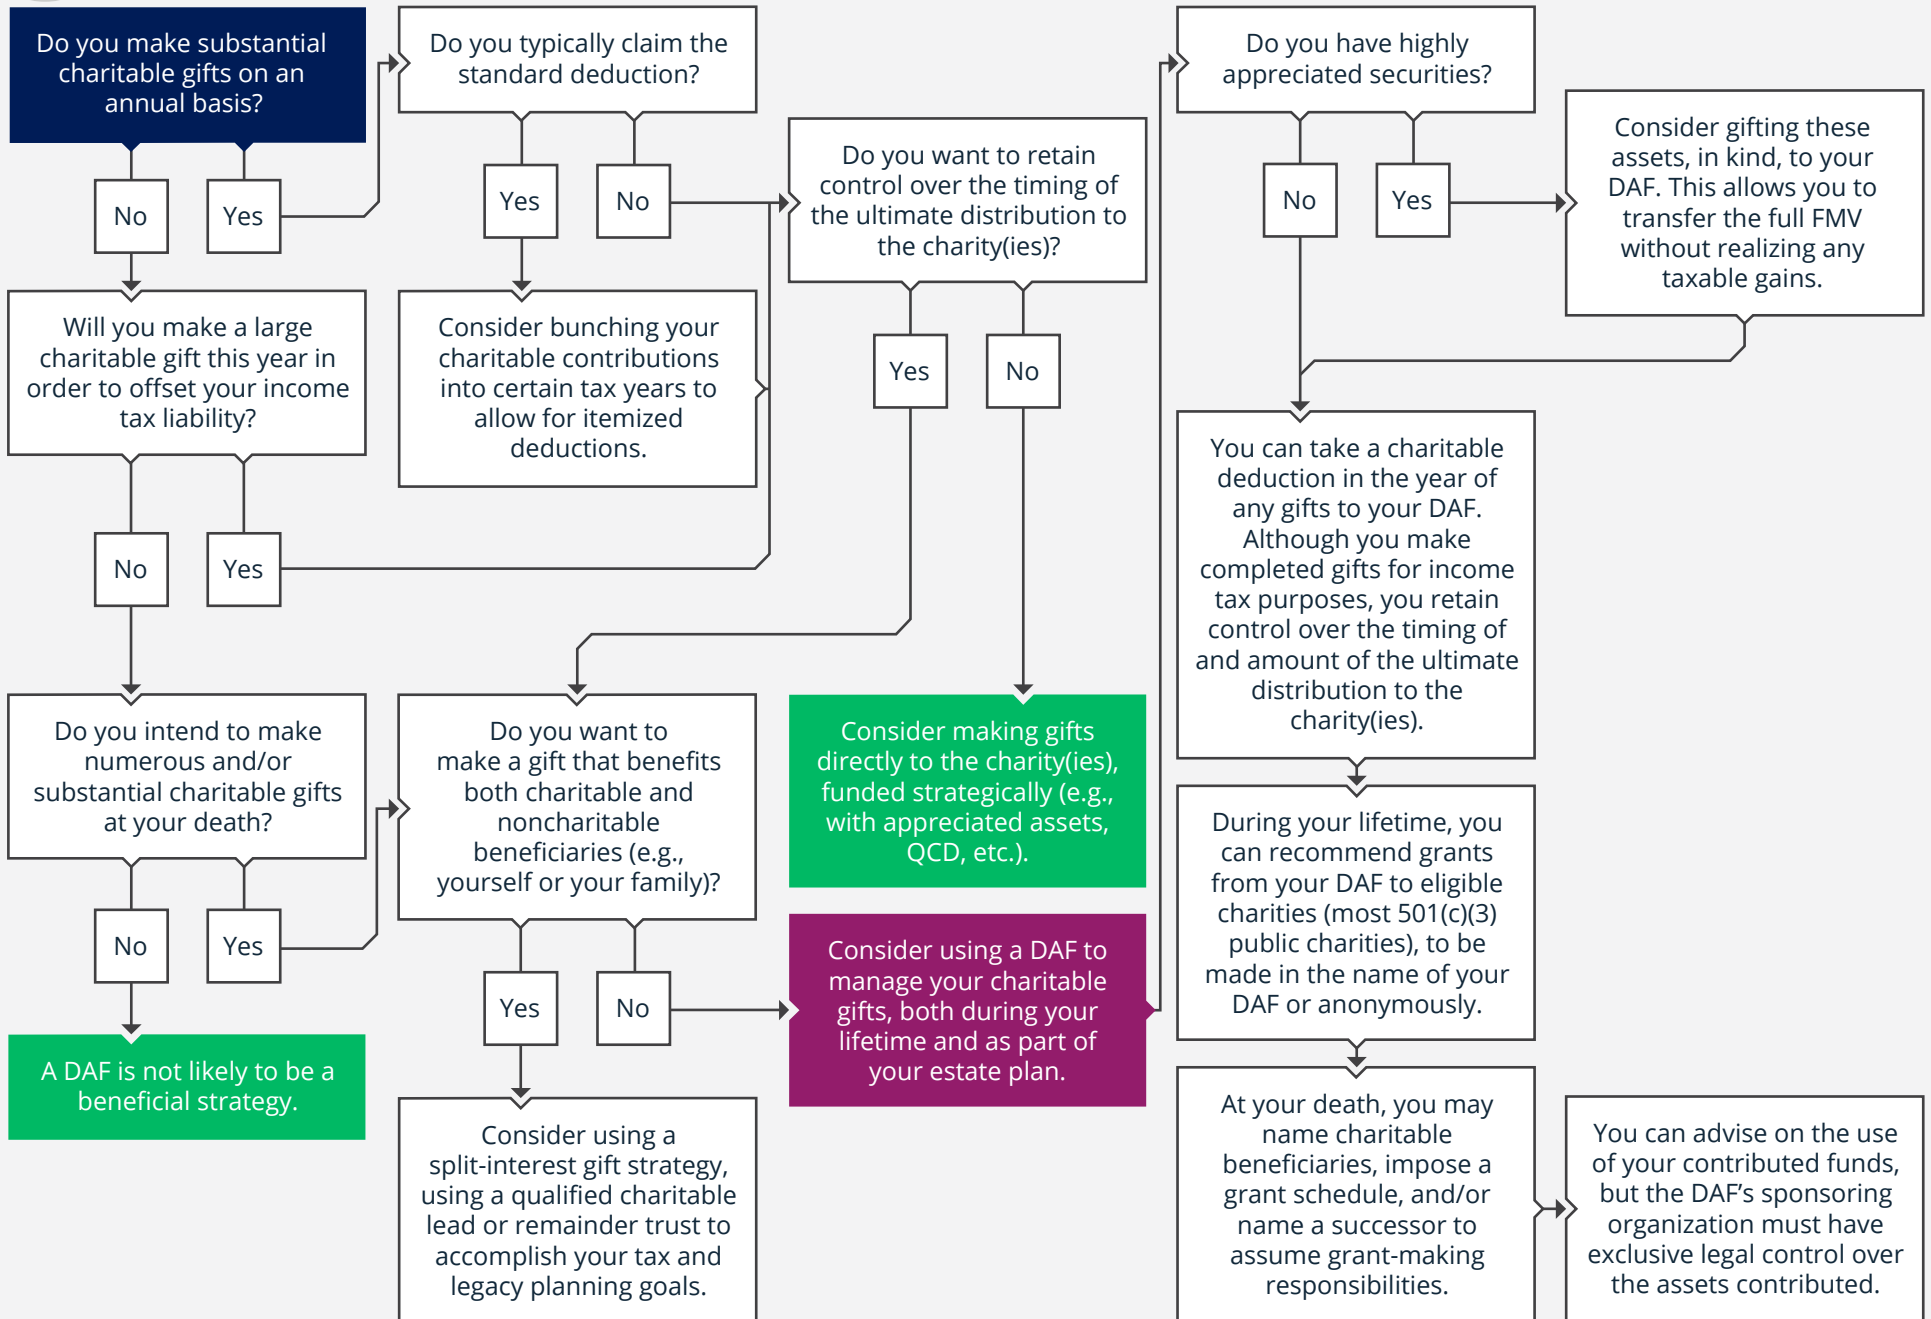 Do you make substantial
charitable gifts on an
annual basis?
No
Yes
Will you make a large
charitable gift this year in
order to offset your income
tax liability?
No
Yes
Do you intend to make
numerous and/or
substantial charitable gifts
at your death?
No
Yes
A DAF is not likely to be a
beneficial strategy.
Do you typically claim the
standard deduction?
Yes
No
Consider bunching your
charitable contributions
into certain tax years to
allow for itemized
deductions.
Do you want to retain
control over the timing of
the ultimate distribution to
the charity(ies)?
Yes
No
Do you want to
make a gift that benefits
both charitable and
noncharitable
beneficiaries (e.g.,
yourself or your family)?
Yes
No
Consider using a
split-interest gift strategy,
using a qualified charitable
lead or remainder trust to
accomplish your tax and
legacy planning goals.
Consider making gifts
directly to the charity(ies),
funded strategically (e.g.,
with appreciated assets,
QCD, etc.).
Consider using a DAF to
manage your charitable
gifts, both during your
lifetime and as part of
your estate plan.
Do you have highly
appreciated securities?
No
Yes
Consider gifting these
assets, in kind, to your
DAF. This allows you to
transfer the full FMV
without realizing any
taxable gains.
You can take a charitable
deduction in the year of
any gifts to your DAF.
Although you make
completed gifts for income
tax purposes, you retain
control over the timing of
and amount of the ultimate
distribution to the
charity(ies).
During your lifetime, you
can recommend grants
from your DAF to eligible
charities (most 501(c)(3)
public charities), to be
made in the name of your
DAF or anonymously.
At your death, you may
name charitable
beneficiaries, impose a
grant schedule, and/or
name a successor to
assume grant-making
responsibilities.
You can advise on the use
of your contributed funds,
but the DAF’s sponsoring
organization must have
exclusive legal control over
the assets contributed.